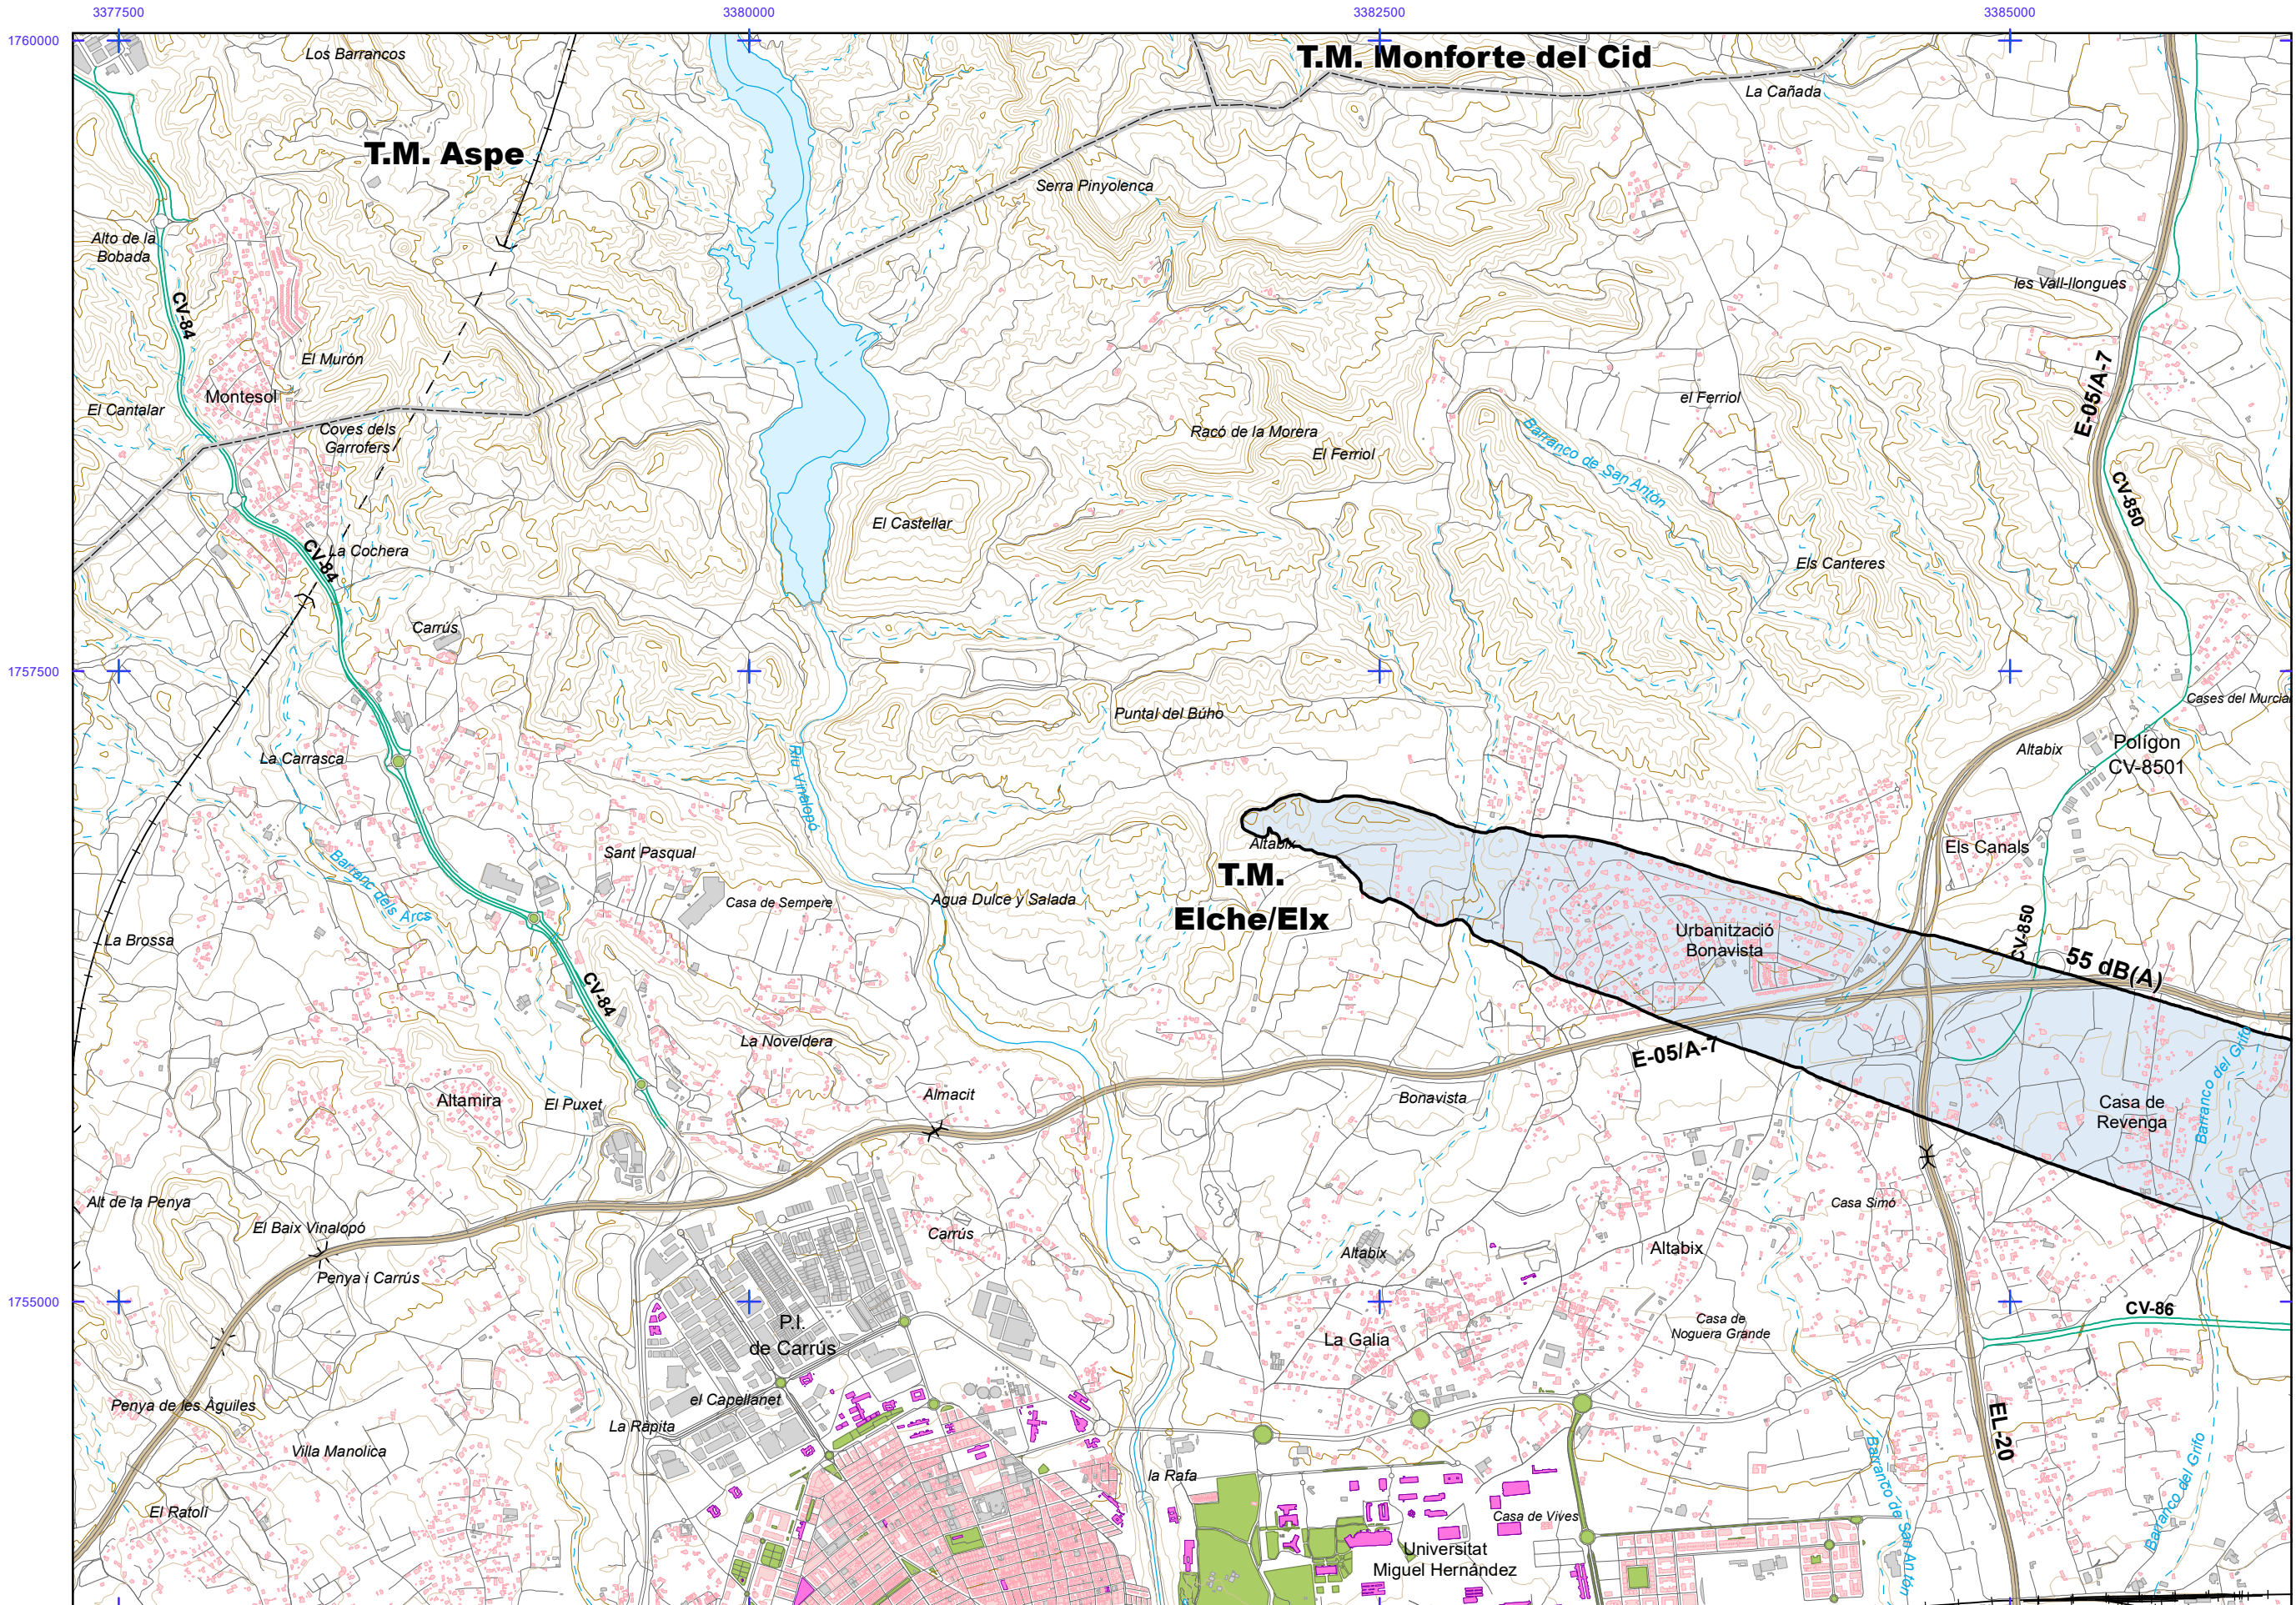 3377500
3380000
3382500
3385000
1760000
Los Barrancos
T.M. Monforte del Cid
La Cañada
T.M. Aspe
Serra Pinyolenca
Alto de la
Bobada
les Vall-llongues
CV-84
El Murón
E-05/A-7
Montesol
el Ferriol
El Cantalar
Coves dels
Garrofers
Racó de la Morera
El Ferriol
Barranco de San Antón
CV-850
El Castellar
CV-84
La Cochera
Els Canteres
Carrús
1757500
Cases del Murcia
Puntal del Búho
Altabix
Polígon
CV-8501
La Carrasca
Riu Vinalopó
Altabix
Els Canals
Sant Pasqual
Barranc dels Arcs
T.M.
Elche/Elx
Casa de Sempere
Agua Dulce y Salada
Urbanització
Bonavista
CV-850
La Brossa
55 dB(A)
CV-84
La Noveldera
E-05/A-7
Barranco del Grifo
Altamira
El Puxet
Almacit
Bonavista
Casa de
Revenga
Alt de la Penya
Casa Simó
El Baix Vinalopó
Carrús
Altabix
Altabix
Penya i Carrús
1755000
CV-86
P.I.
de Carrús
La Galia
Casa de
Noguera Grande
el Capellanet
Penya de les Àguiles
La Ràpita
EL-20
Villa Manolica
la Rafa
Barranco de San Antón
Barranco del Grifo
El Ratolí
Casa de Vives
Universitat
Miguel Hernández